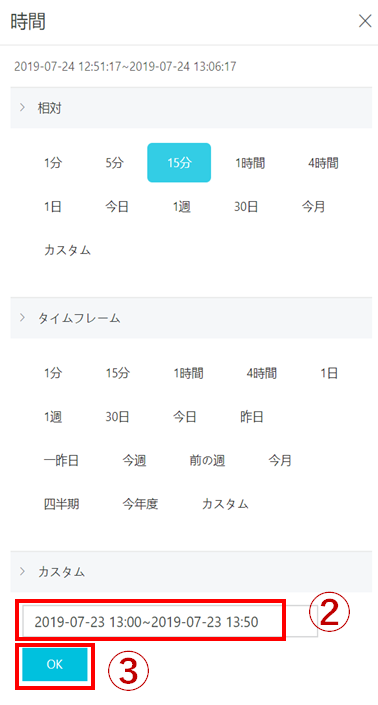 時間
2019-07-24 12:51:17~2019-07-24 13:06:17
相対
1分 5分 15分 1時間 4時間
1日 今日 1週 30日 今月
カスタム
タイムフレーム
1分 15分 1時間 4時間 1日
1週 30日 今日 昨日
一昨日 今週 前の週 今月
四半期 今年度 カスタム
カスタム
2019-07-23 13:00~2019-07-23 13:50 ②
OK ③